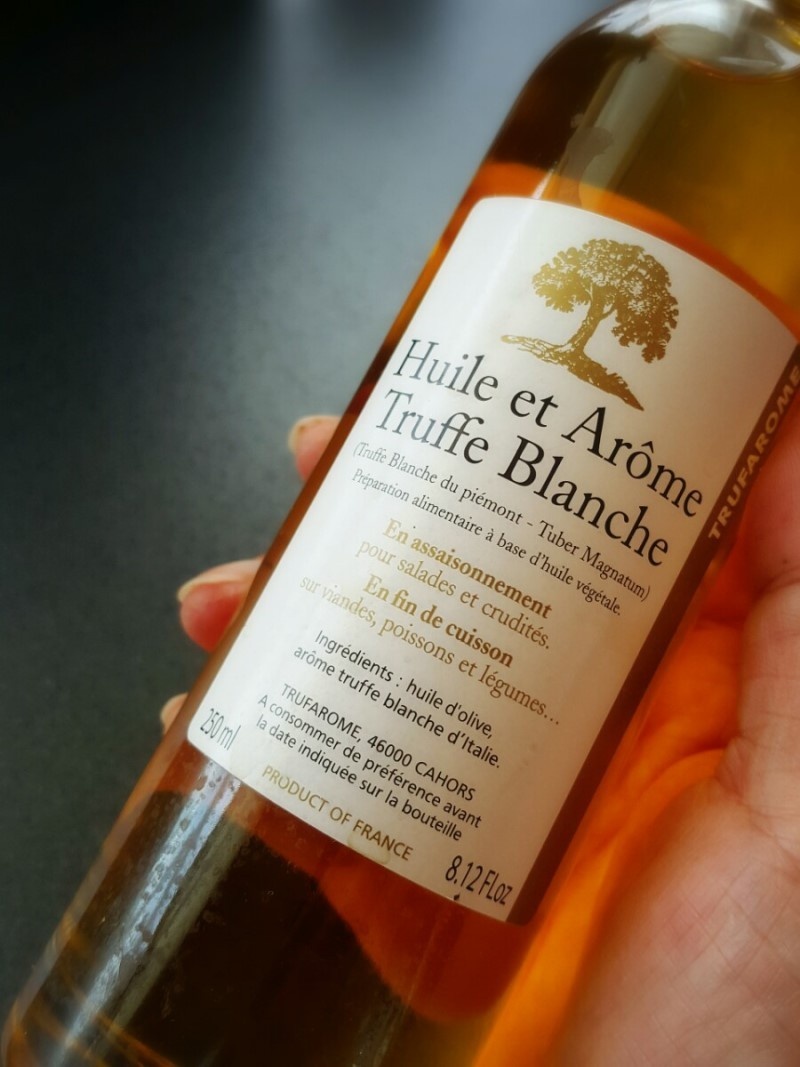 Huile et Arôme
Truffe Blanche
(Truffe Blanche du piémont - Tuber Magnatum)
Préparation alimentaire à base d'huile végétale.
En assaisonnement
pour salades et crudités.
En fin de cuisson
sur viandes, poissons et légumes...
Ingrédients : huile d'olive,
arôme truffe blanche d'Italie.
TRUFAROME, 46000 CAHORS
A consommer de préférence avant
la date indiquée sur la bouteille
250 ml
PRODUCT OF FRANCE
8.12 FLoz
TRUFAROME